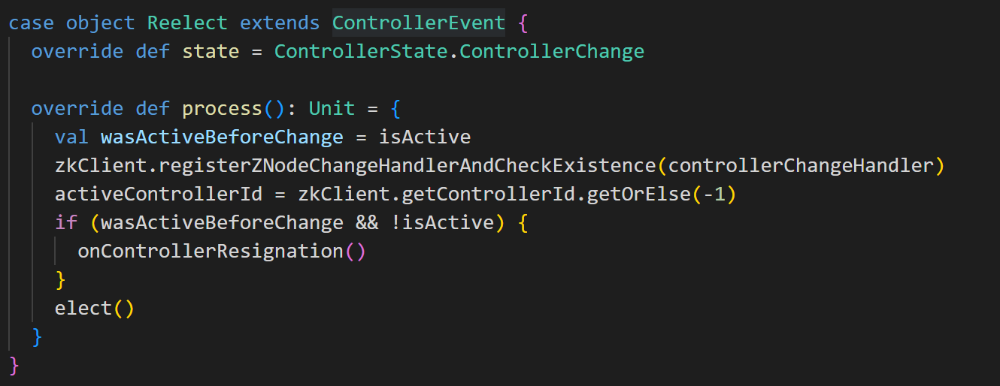 case object Reelect extends ControllerEvent {
  override def state = ControllerState.ControllerChange

  override def process(): Unit = {
    val wasActiveBeforeChange = isActive
    zkClient.registerZNodeChangeHandlerAndCheckExistence(controllerChangeHandler)
    activeControllerId = zkClient.getControllerId.getOrElse(-1)
    if (wasActiveBeforeChange && !isActive) {
      onControllerResignation()
    }
    elect()
  }
}